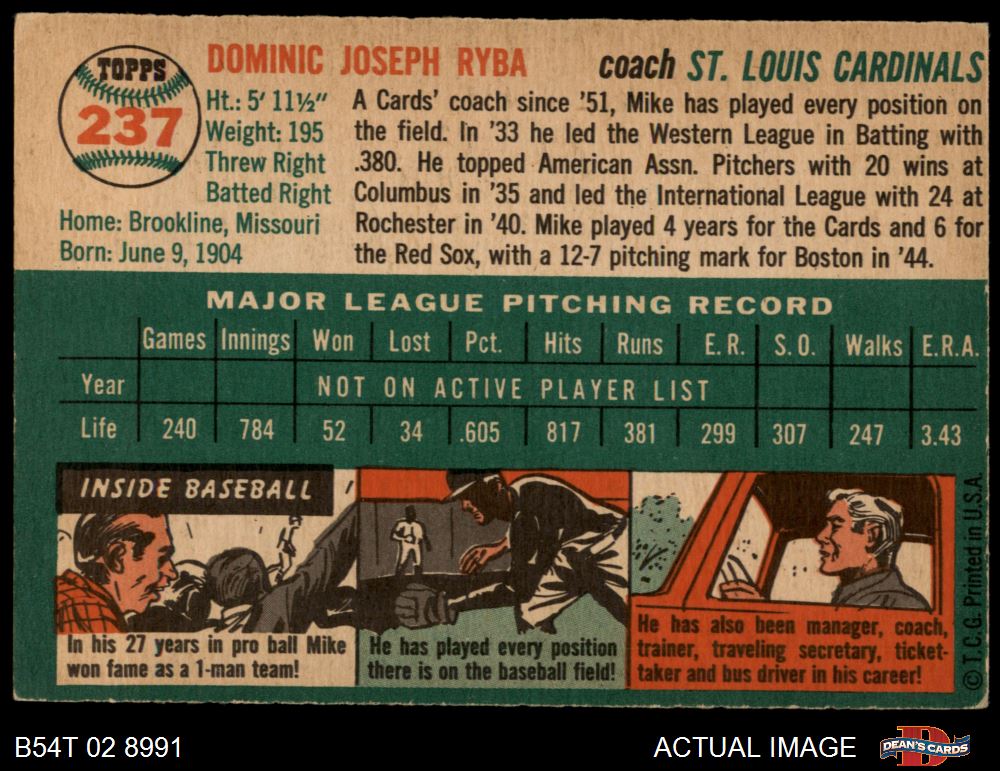 TOPPS
237
DOMINIC JOSEPH RYBA
coach ST. LOUIS CARDINALS
Ht.: 5' 11½"
Weight: 195
Threw Right
Batted Right
Home: Brookline, Missouri
Born: June 9, 1904
A Cards' coach since '51, Mike has played every position on
the field. In '33 he led the Western League in Batting with
.380. He topped American Assn. Pitchers with 20 wins at
Columbus in '35 and led the International League with 24 at
Rochester in '40. Mike played 4 years for the Cards and 6 for
the Red Sox, with a 12-7 pitching mark for Boston in '44.
MAJOR LEAGUE PITCHING RECORD
Games Innings Won Lost Pct. Hits Runs E.R. S.O. Walks E.R.A.
Year NOT ON ACTIVE PLAYER LIST
Life 240 784 52 34 .605 817 381 299 307 247 3.43
INSIDE BASEBALL
In his 27 years in pro ball Mike
won fame as a 1-man team!
He has played every position
there is on the baseball field!
He has also been manager, coach,
trainer, traveling secretary, ticket-
taker and bus driver in his career!
© T.C.G. Printed in U.S.A.
B54T 02 8991
ACTUAL IMAGE
DEAN'S CARDS